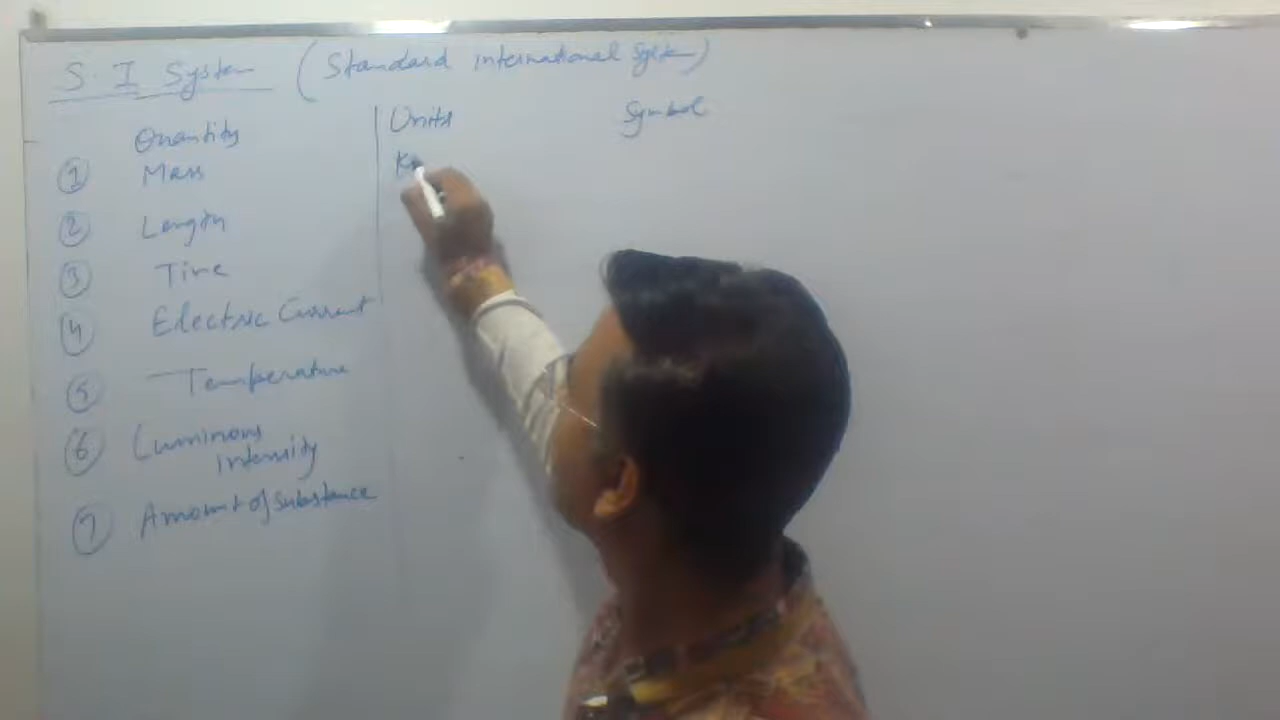 S.I System (Standard international System)
Quantity Units Symbol
① Mass K
② Length
③ Time
④ Electric Current
⑤ Temperature
⑥ Luminous
intensity
⑦ Amount of Substance